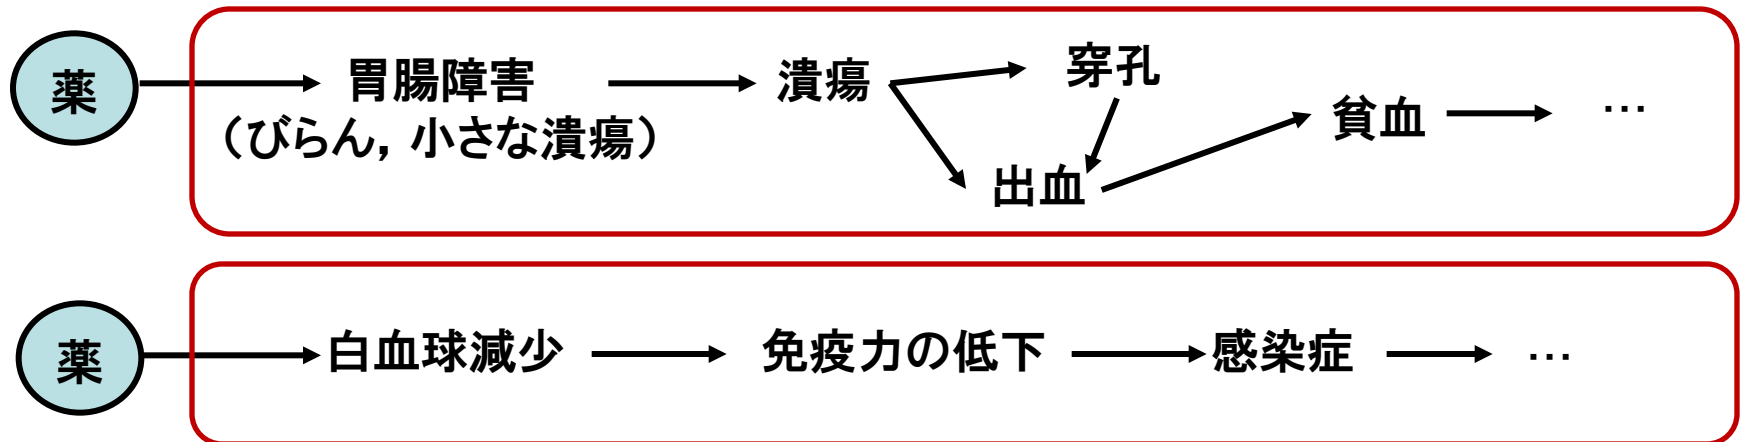 薬
胃腸障害
（びらん，小さな潰瘍）
潰瘍
穿孔
出血
貧血
…
薬
白血球減少
免疫力の低下
感染症
…